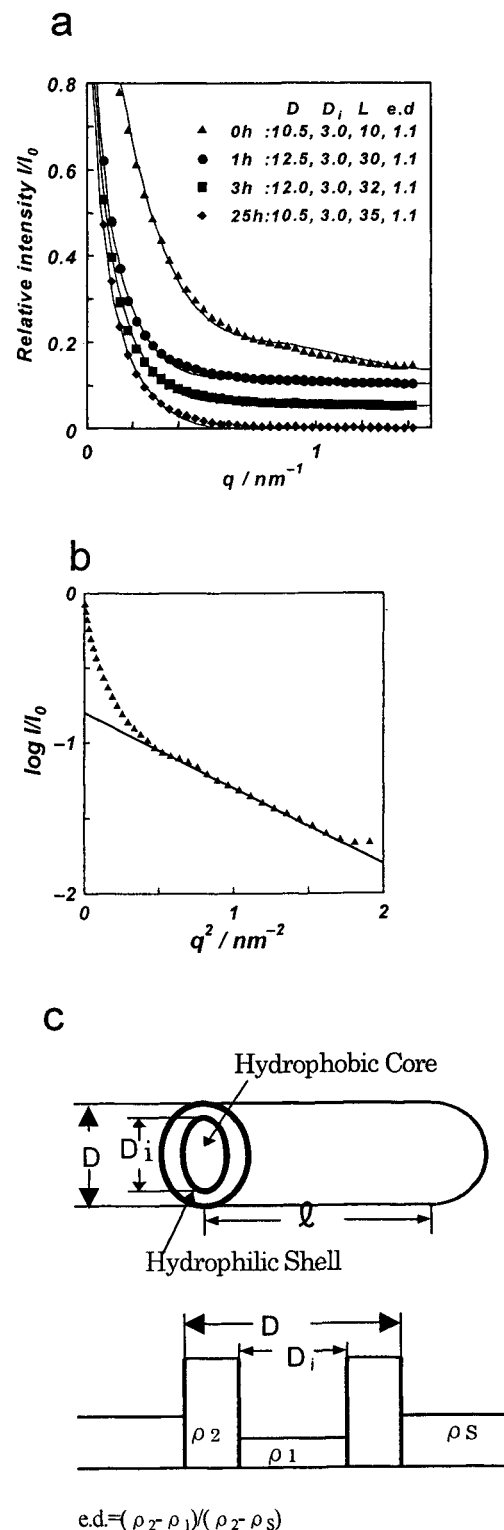 a
0.8
0.6
0.4
0.2
0
Relative intensity I/I₀
D Dᵢ L e.d
▲ 0h :10.5, 3.0, 10, 1.1
● 1h :12.5, 3.0, 30, 1.1
■ 3h :12.0, 3.0, 32, 1.1
◆ 25h:10.5, 3.0, 35, 1.1
0 1
q / nm⁻¹
b
0
−1
−2
log I/I₀
0 1 2
q² / nm⁻²
c
Hydrophobic Core
D
Di
ℓ
Hydrophilic Shell
D
Dᵢ
ρ2
ρ1
ρS
e.d.=(ρ₂-ρ₁)/(ρ₂-ρₛ)